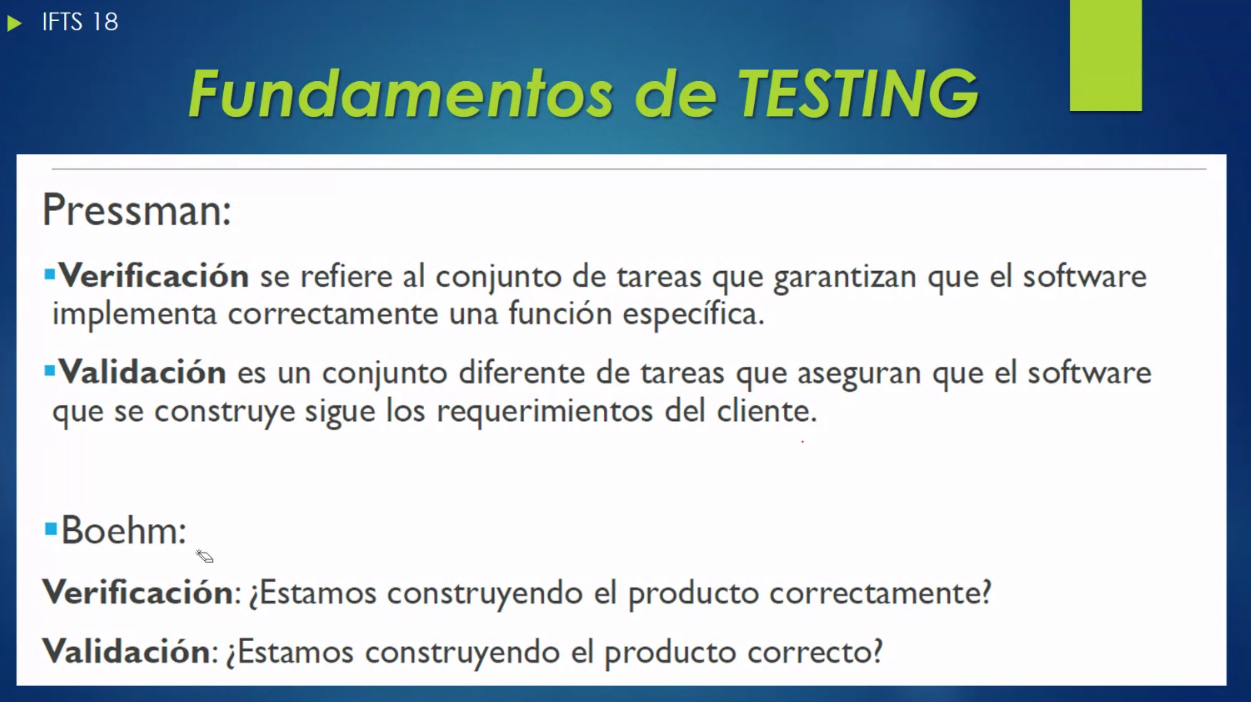 IFTS 18
Fundamentos de TESTING
Pressman:
Verificación se refiere al conjunto de tareas que garantizan que el software
implementa correctamente una función específica.
Validación es un conjunto diferente de tareas que aseguran que el software
que se construye sigue los requerimientos del cliente.
Boehm:
Verificación: ¿Estamos construyendo el producto correctamente?
Validación: ¿Estamos construyendo el producto correcto?